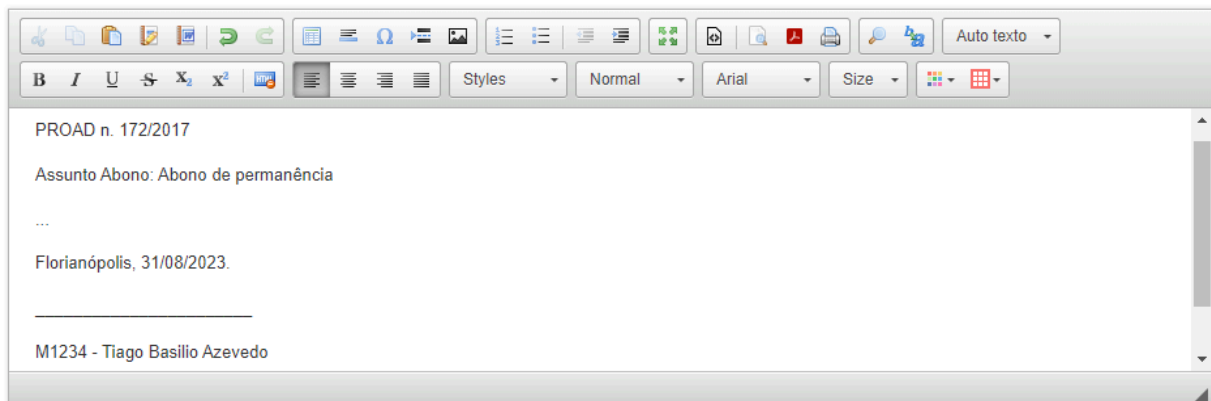 Auto texto
B I U S X₂ X² Styles Normal Arial Size
PROAD n. 172/2017
Assunto Abono: Abono de permanência
...
Florianópolis, 31/08/2023.
________________________
M1234 - Tiago Basilio Azevedo